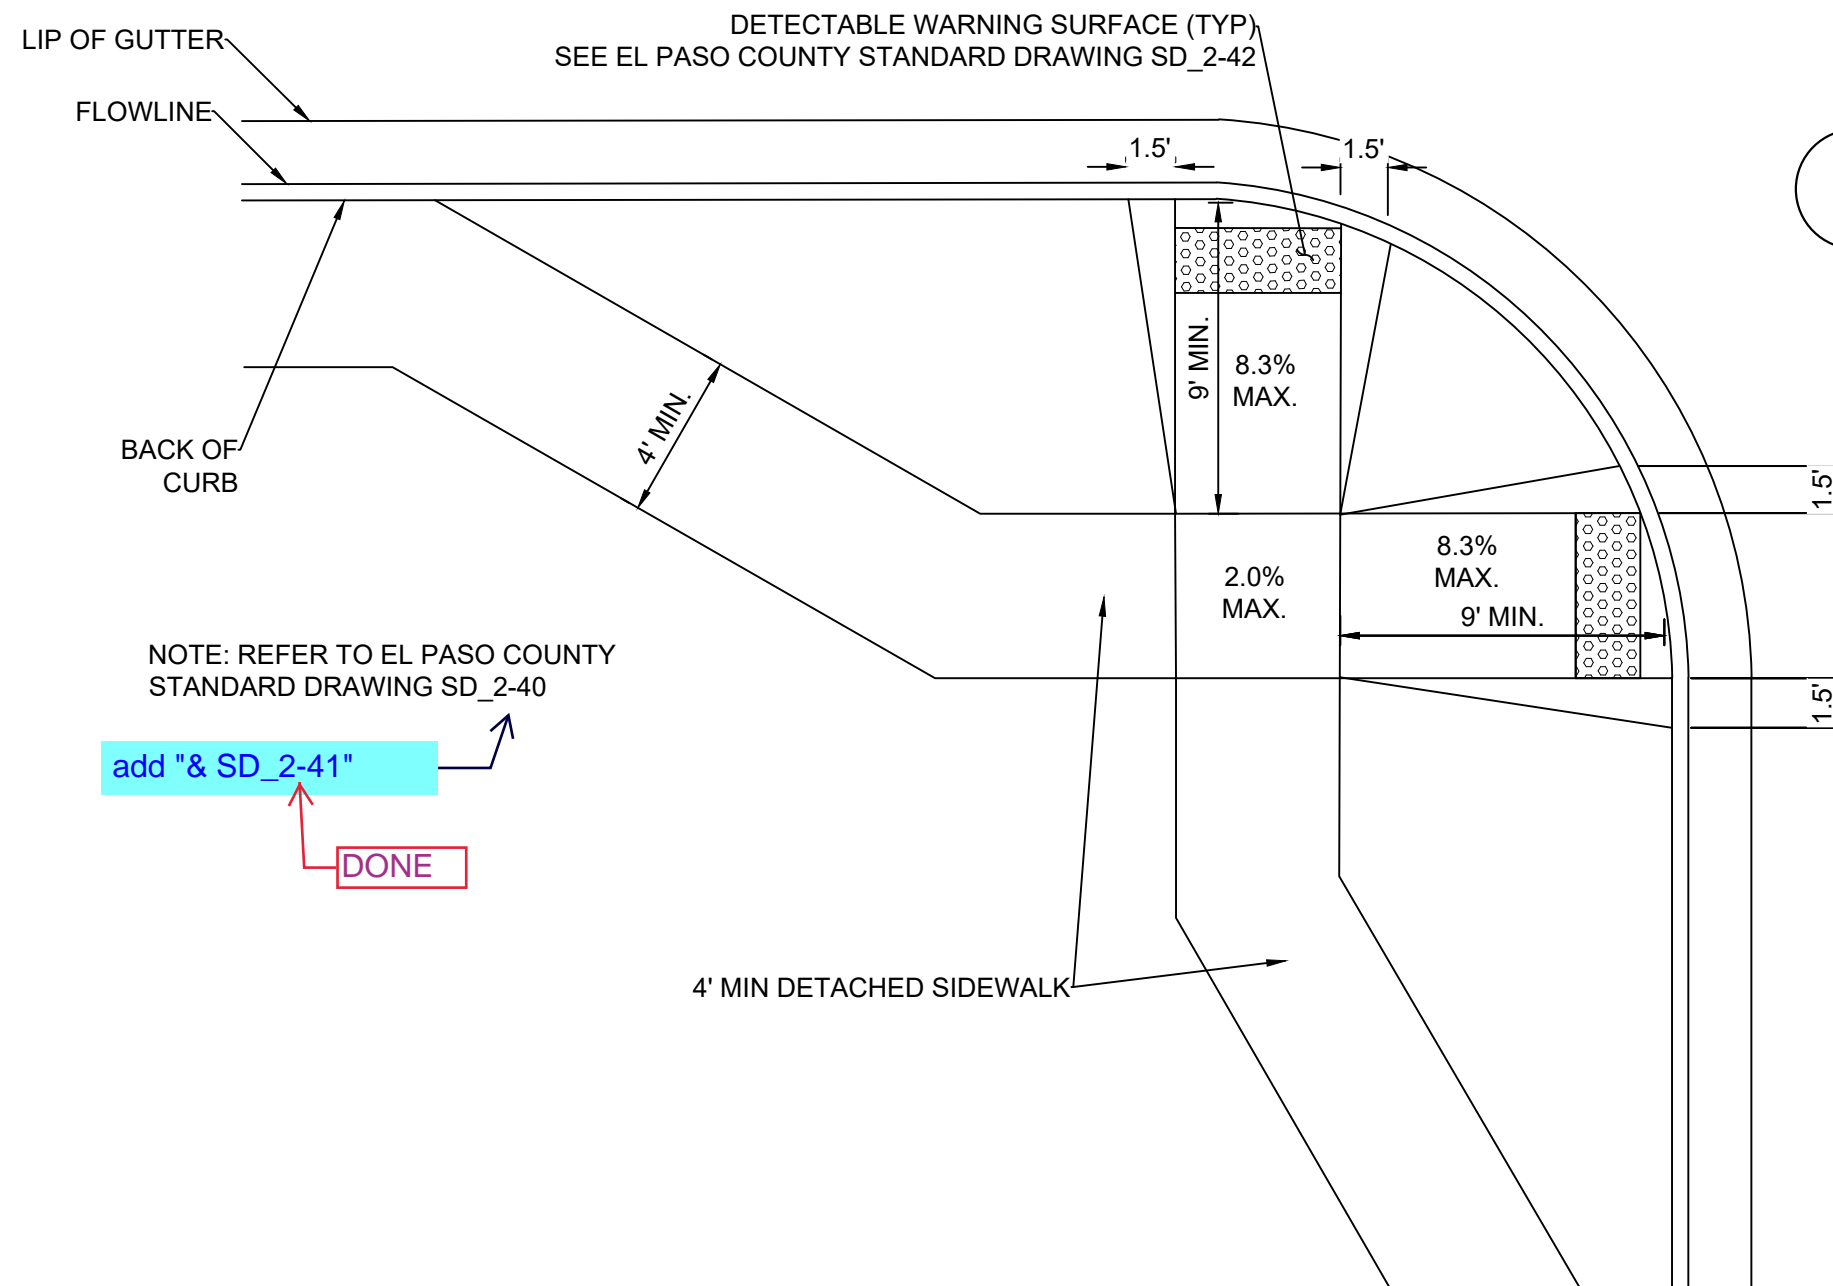 LIP OF GUTTER
DETECTABLE WARNING SURFACE (TYP)
SEE EL PASO COUNTY STANDARD DRAWING SD_2-42
FLOWLINE
1.5'
1.5'
9' MIN.
8.3%
MAX.
4' MIN.
BACK OF
CURB
1.5'
8.3%
MAX.
2.0%
MAX.
9' MIN.
NOTE: REFER TO EL PASO COUNTY
STANDARD DRAWING SD_2-40
1.5'
add "& SD_2-41"
DONE
4' MIN DETACHED SIDEWALK